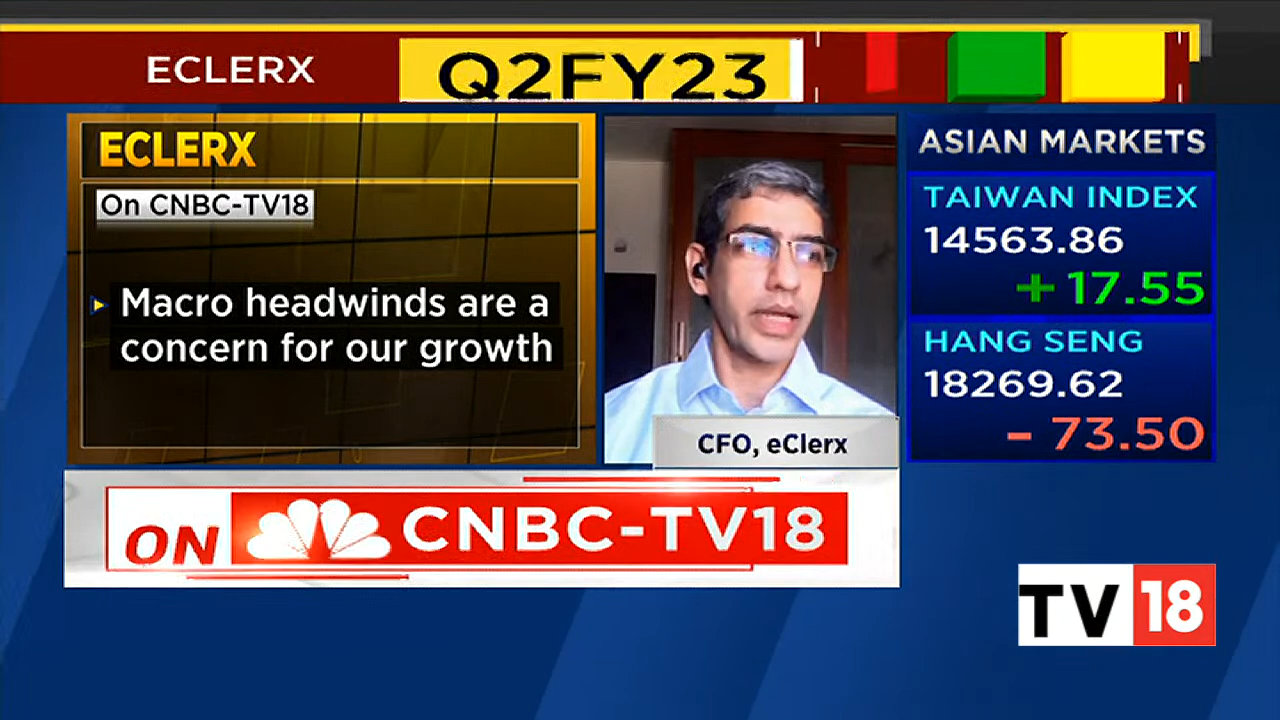 ECLERX
Q2FY23
ECLERX
On CNBC-TV18
Macro headwinds are a
concern for our growth
CFO, eClerx
ASIAN MARKETS
TAIWAN INDEX
14563.86
+ 17.55
HANG SENG
18269.62
- 73.50
ON CNBC-TV18
TV18